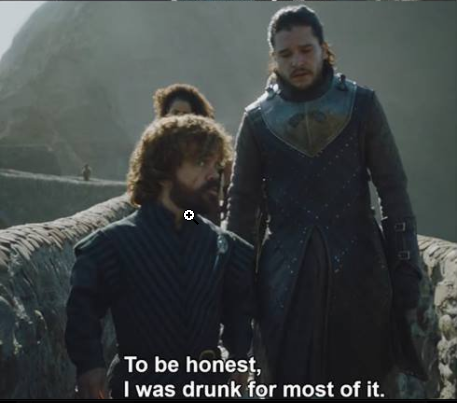 To be honest,
I was drunk for most of it.